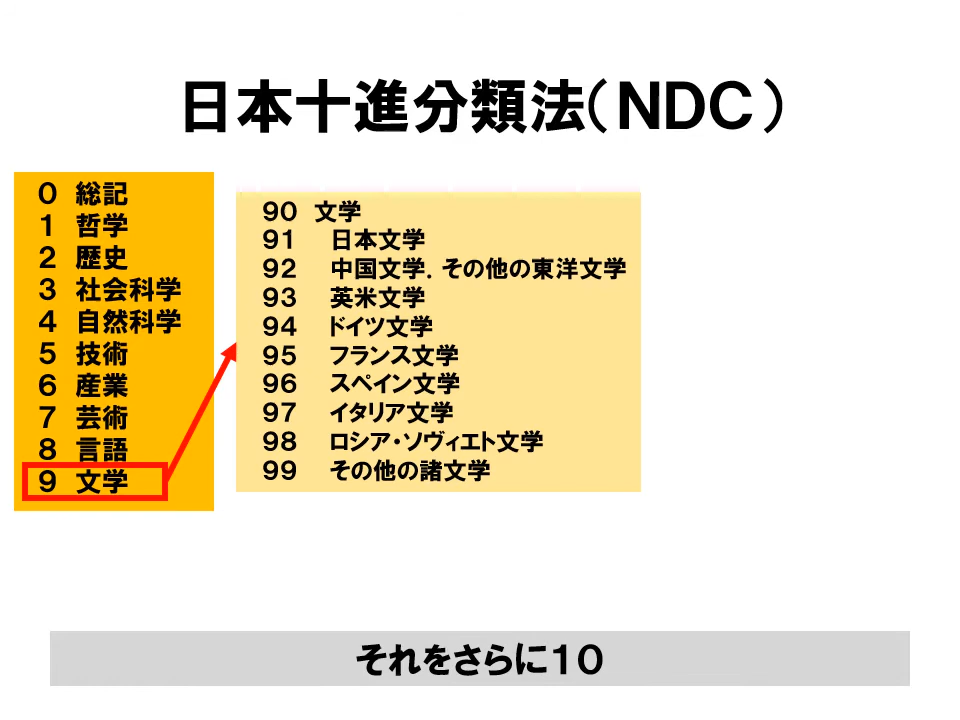 日本十進分類法(NDC)
0 総記
1 哲学
2 歴史
3 社会科学
4 自然科学
5 技術
6 産業
7 芸術
8 言語
9 文学
90 文学
91 日本文学
92 中国文学.その他の東洋文学
93 英米文学
94 ドイツ文学
95 フランス文学
96 スペイン文学
97 イタリア文学
98 ロシア・ソヴィエト文学
99 その他の諸文学
それをさらに10